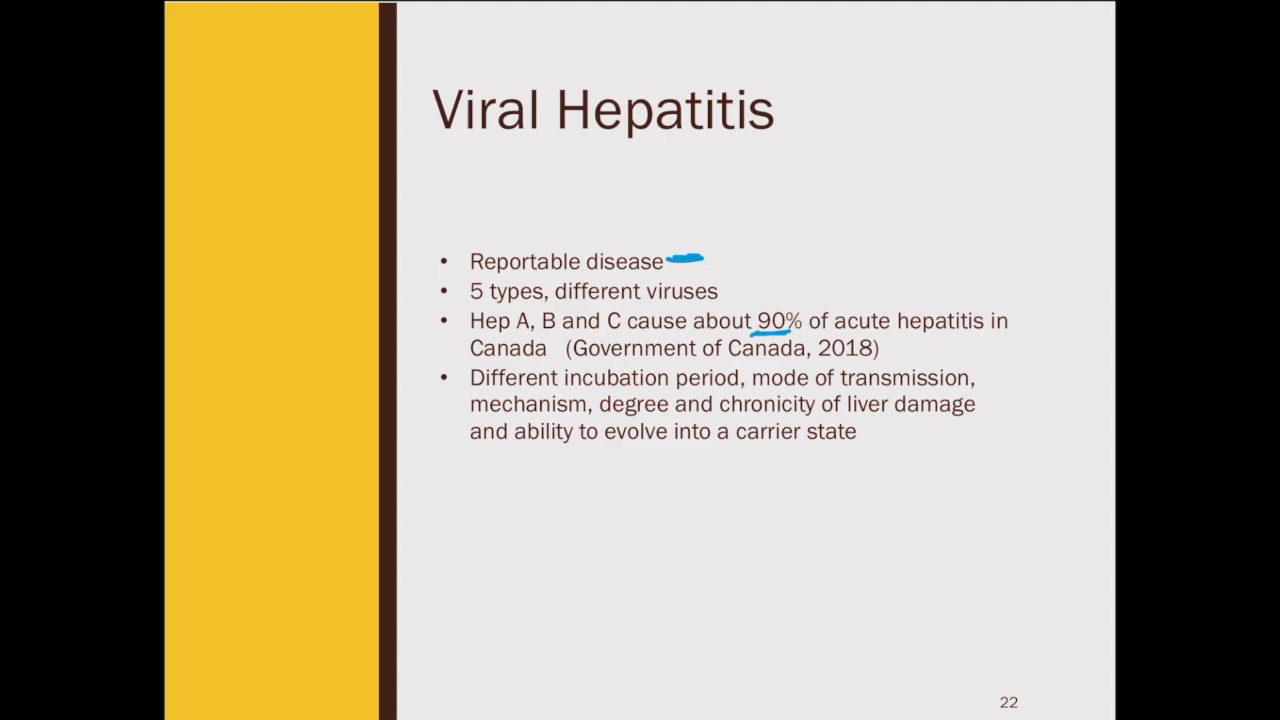 Viral Hepatitis
• Reportable disease
• 5 types, different viruses
• Hep A, B and C cause about 90% of acute hepatitis in
Canada (Government of Canada, 2018)
• Different incubation period, mode of transmission,
mechanism, degree and chronicity of liver damage
and ability to evolve into a carrier state
22